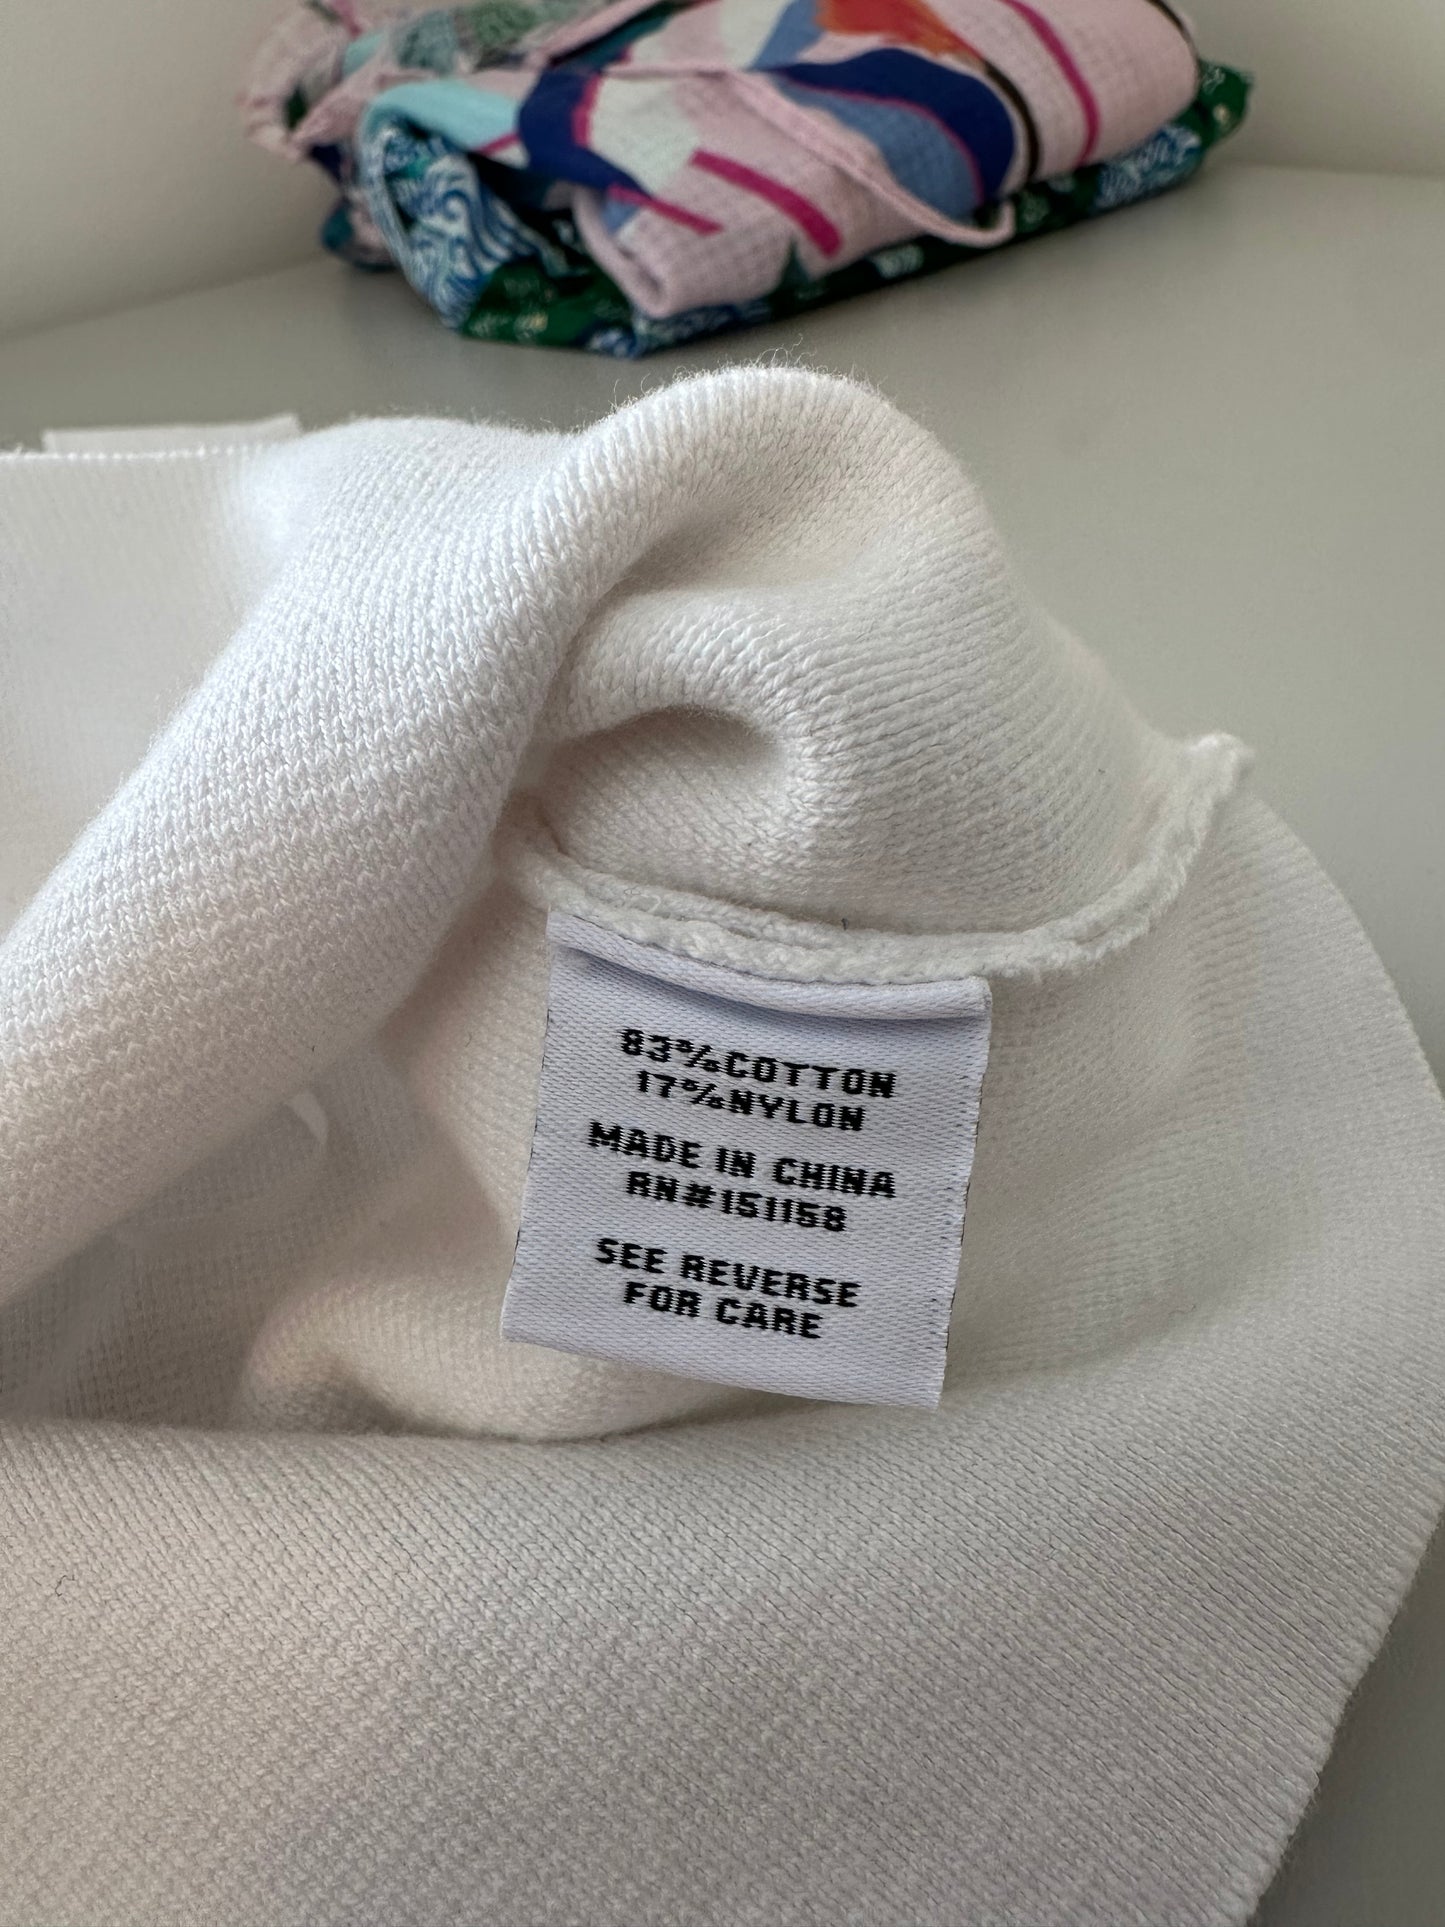 83%COTTON
17%NYLON
MADE IN CHINA
RN#151158
SEE REVERSE
FOR CARE